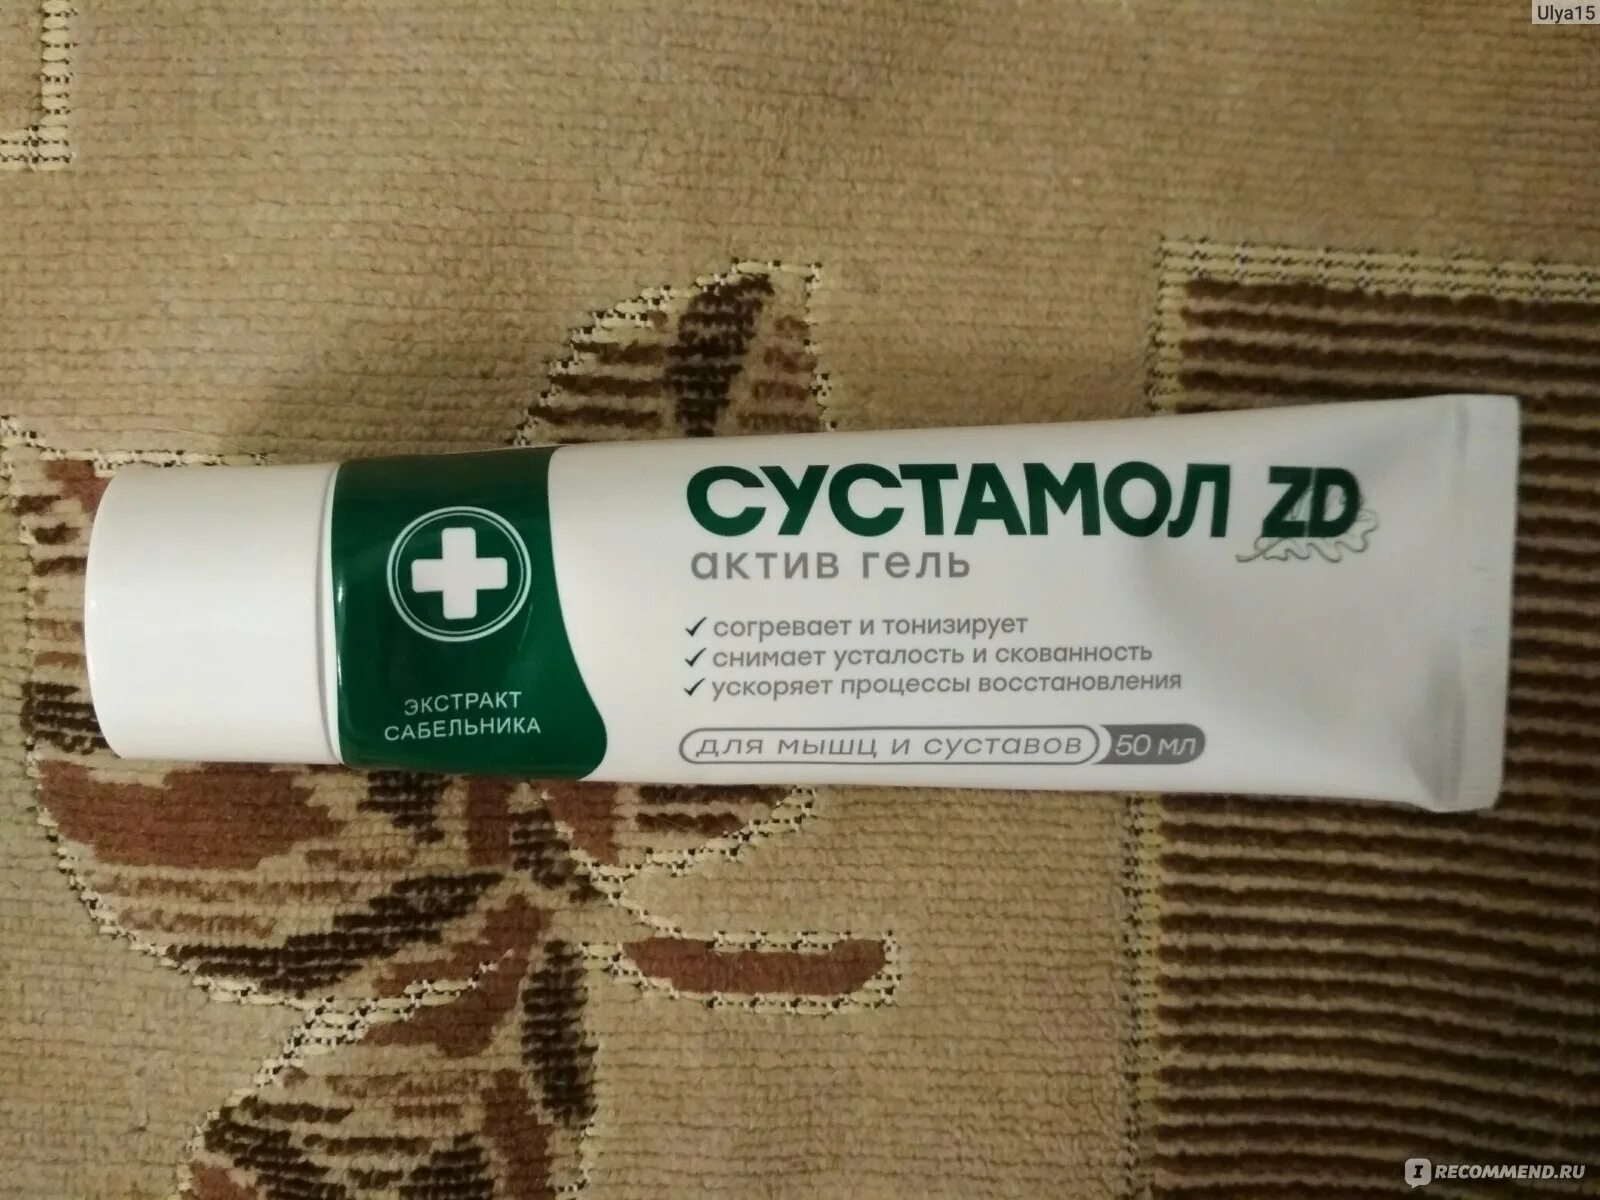 Ulya15
СУСТАМОЛ ZD
актив гель
согревает и тонизирует
снимает усталость и скованность
ускоряет процессы восстановления
для мышц и суставов 50 мл
ЭКСТРАКТ
САБЕЛЬНИКА
I RECOMMEND.RU